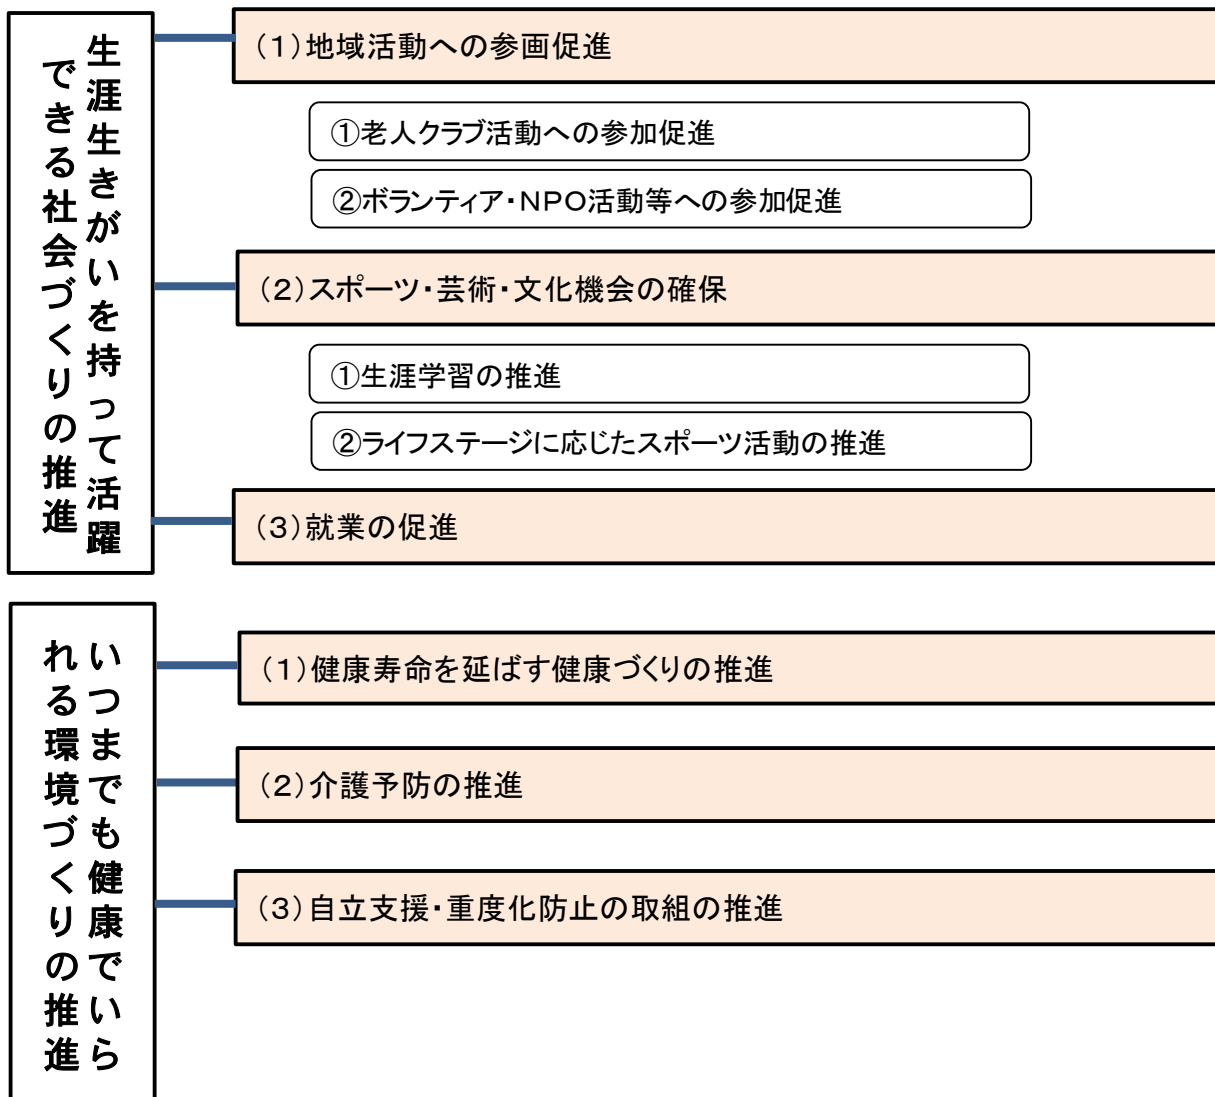 生涯生きがいを持って活躍
できる社会づくりの推進
（１）地域活動への参画促進
①老人クラブ活動への参加促進
②ボランティア・ＮＰＯ活動等への参加促進
（２）スポーツ・芸術・文化機会の確保
①生涯学習の推進
②ライフステージに応じたスポーツ活動の推進
（３）就業の促進
いつまでも健康でいら
れる環境づくりの推進
（１）健康寿命を延ばす健康づくりの推進
（２）介護予防の推進
（３）自立支援・重度化防止の取組の推進